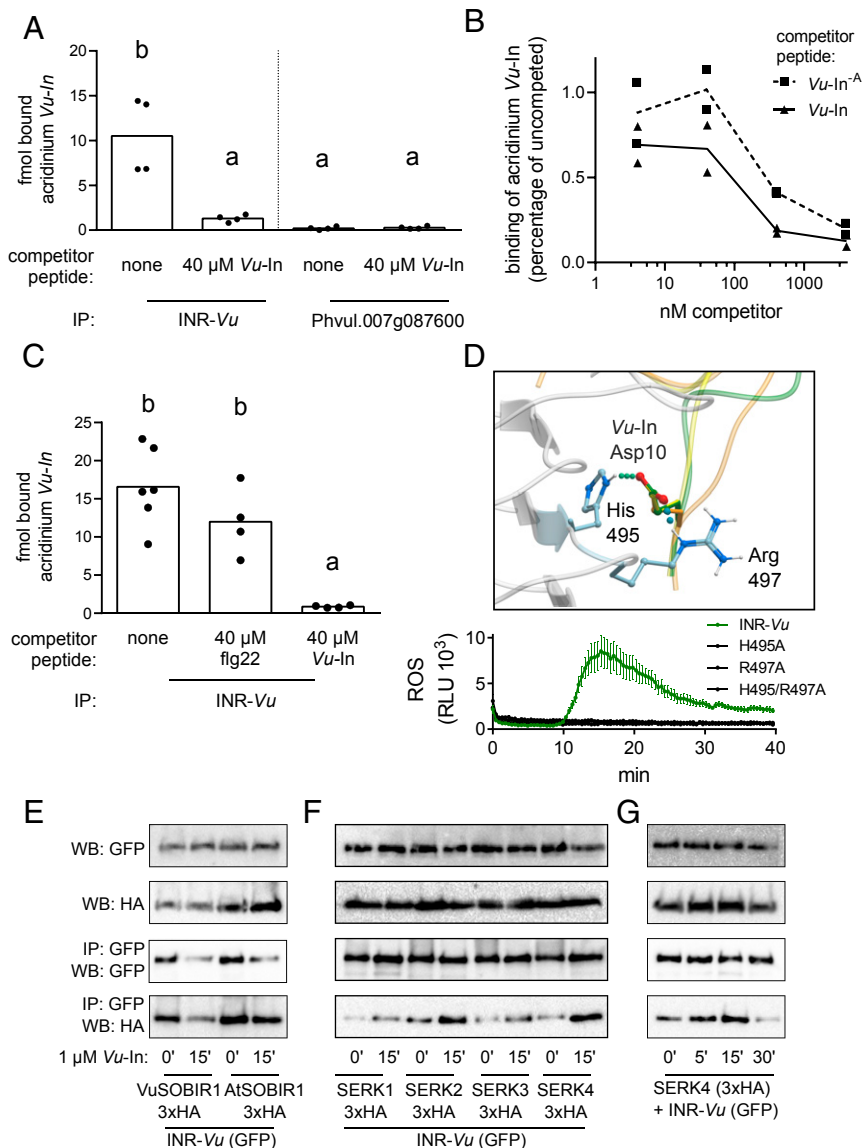 A
b
a
a
a
fmol bound
acridinium Vu-In
20
15
10
5
0
competitor
peptide:
none
40 µM Vu-In
none
40 µM Vu-In
IP:
INR-Vu
Phvul.007g087600
B
competitor
peptide:
Vu-In-A
Vu-In
binding of acridinium Vu-In
(percentage of uncompeted)
1.0
0.5
0.0
1
10
100
1000
nM competitor
C
b
b
a
fmol bound
acridinium Vu-In
25
20
15
10
5
0
competitor
peptide:
none
40 µM
flg22
40 µM
Vu-In
IP:
INR-Vu
D
Vu-In
Asp10
His
495
Arg
497
ROS
(RLU 10³)
10
5
0
0
10
20
30
40
min
INR-Vu
H495A
R497A
H495/R497A
E
WB: GFP
WB: HA
IP: GFP
WB: GFP
IP: GFP
WB: HA
1 µM Vu-In:
0'
15'
0'
15'
VuSOBIR1
3xHA
AtSOBIR1
3xHA
INR-Vu (GFP)
F
0'
15'
0'
15'
0'
15'
0'
15'
SERK1
3xHA
SERK2
3xHA
SERK3
3xHA
SERK4
3xHA
INR-Vu (GFP)
G
0'
5'
15'
30'
SERK4 (3xHA)
+ INR-Vu (GFP)